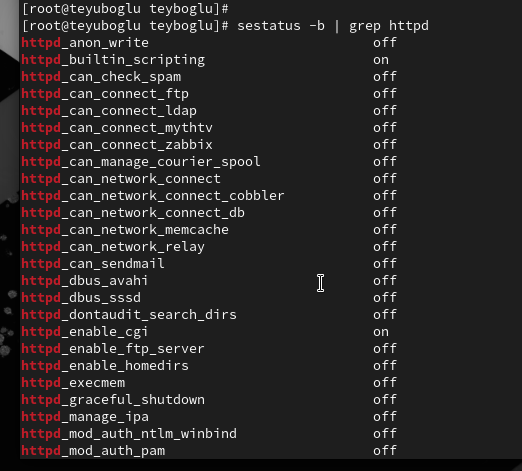 [root@teyuboglu teyboglu]#
[root@teyuboglu teyboglu]# sestatus -b | grep httpd
httpd_anon_write off
httpd_builtin_scripting on
httpd_can_check_spam off
httpd_can_connect_ftp off
httpd_can_connect_ldap off
httpd_can_connect_mythtv off
httpd_can_connect_zabbix off
httpd_can_manage_courier_spool off
httpd_can_network_connect off
httpd_can_network_connect_cobbler off
httpd_can_network_connect_db off
httpd_can_network_memcache off
httpd_can_network_relay off
httpd_can_sendmail off
httpd_dbus_avahi off
httpd_dbus_sssd off
httpd_dontaudit_search_dirs off
httpd_enable_cgi on
httpd_enable_ftp_server off
httpd_enable_homedirs off
httpd_execmem off
httpd_graceful_shutdown off
httpd_manage_ipa off
httpd_mod_auth_ntlm_winbind off
httpd_mod_auth_pam off